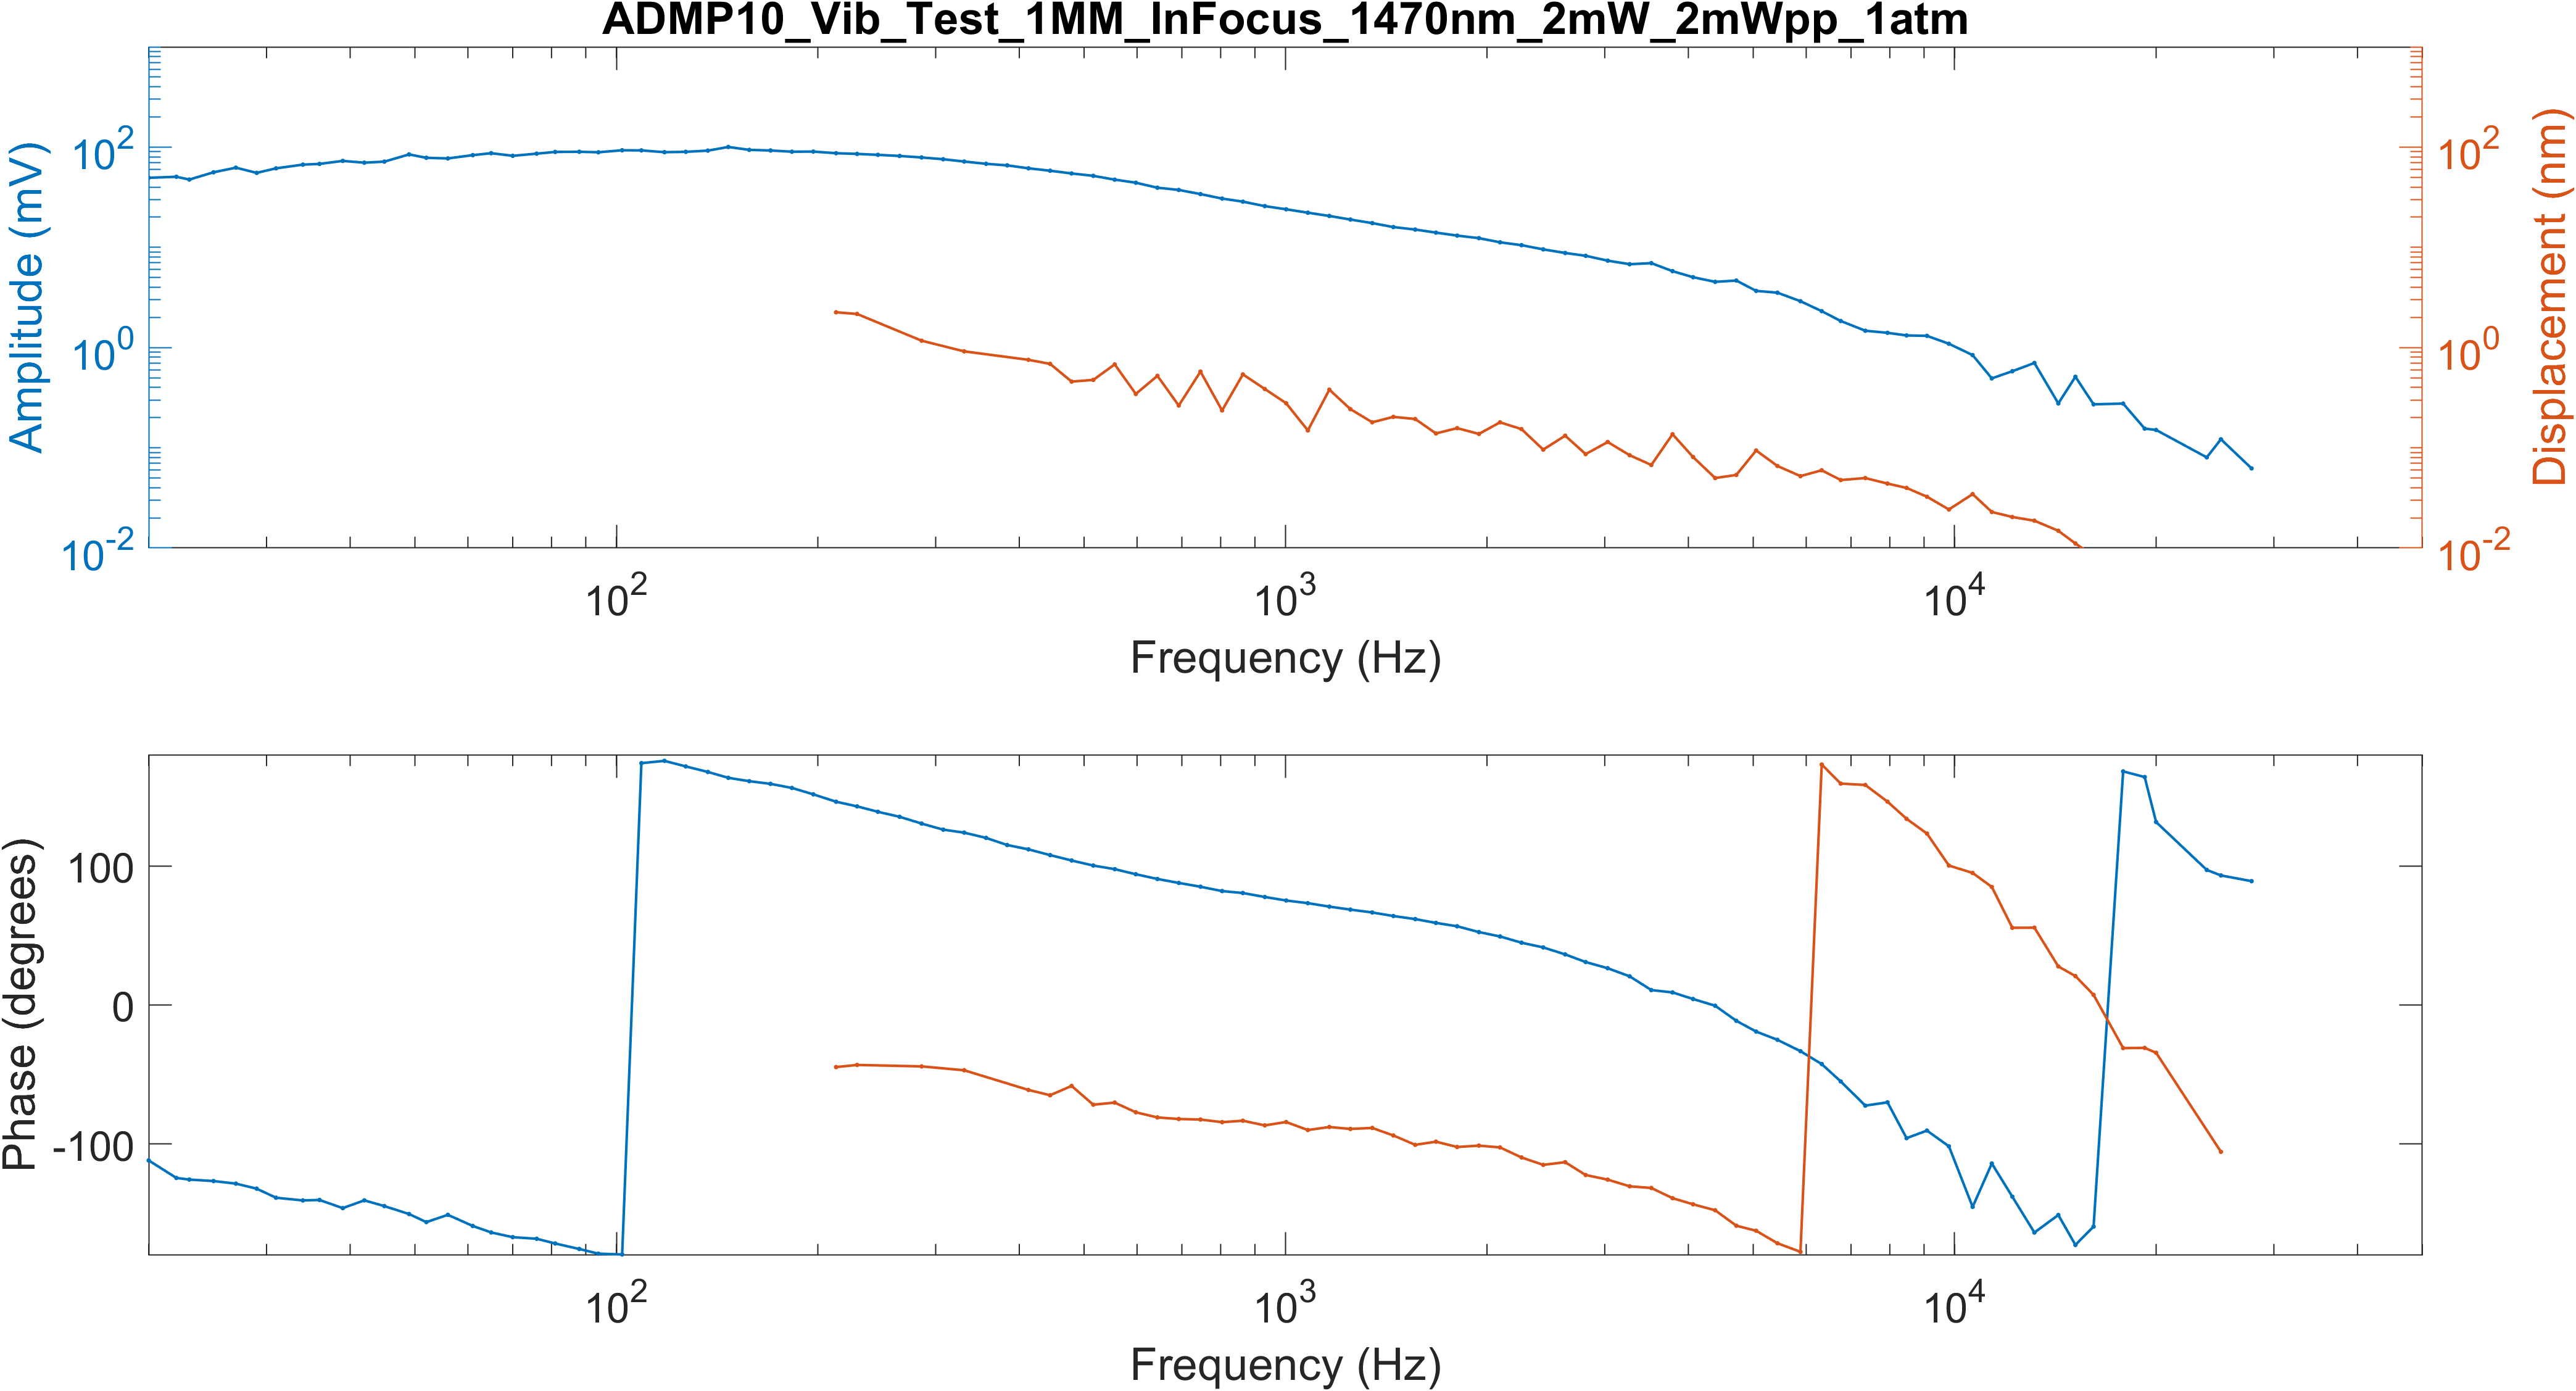 ADMP10_Vib_Test_1MM_InFocus_1470nm_2mW_2mWpp_1atm
Amplitude (mV)
10^2
10^0
10^-2
Displacement (nm)
10^2
10^0
10^-2
10^2 10^3 10^4
Frequency (Hz)
Phase (degrees)
100
0
-100
10^2 10^3 10^4
Frequency (Hz)